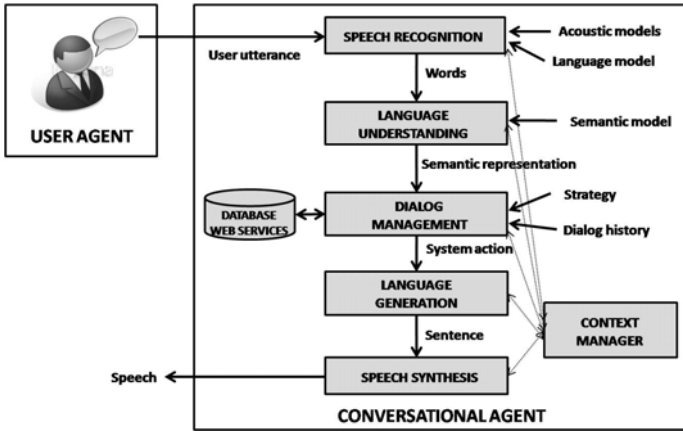 SPEECH RECOGNITION
Acoustic models
Language model
User utterance
Words
USER AGENT
LANGUAGE
UNDERSTANDING
Semantic model
Semantic representation
DATABASE
WEB SERVICES
DIALOG
MANAGEMENT
Strategy
Dialog history
System action
LANGUAGE
GENERATION
CONTEXT
MANAGER
Sentence
Speech
SPEECH SYNTHESIS
CONVERSATIONAL AGENT